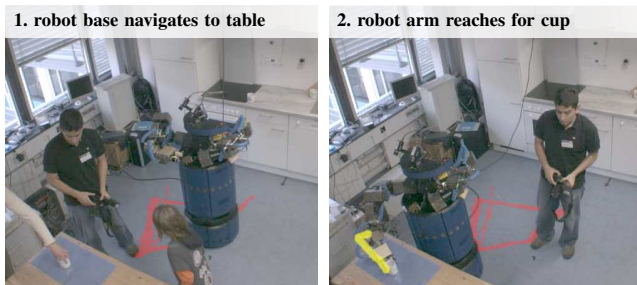 1. robot base navigates to table
2. robot arm reaches for cup